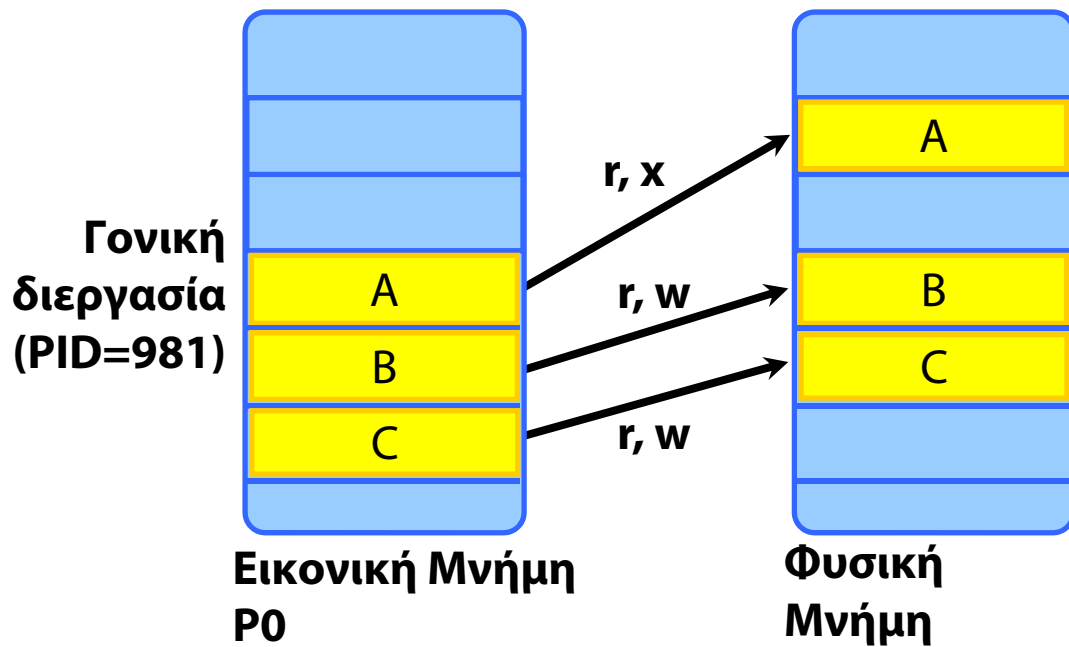 A
r, x
Γονική
διεργασία
(PID=981)
A
r, w
B
B
C
C
r, w
Εικονική Μνήμη
P0
Φυσική
Μνήμη